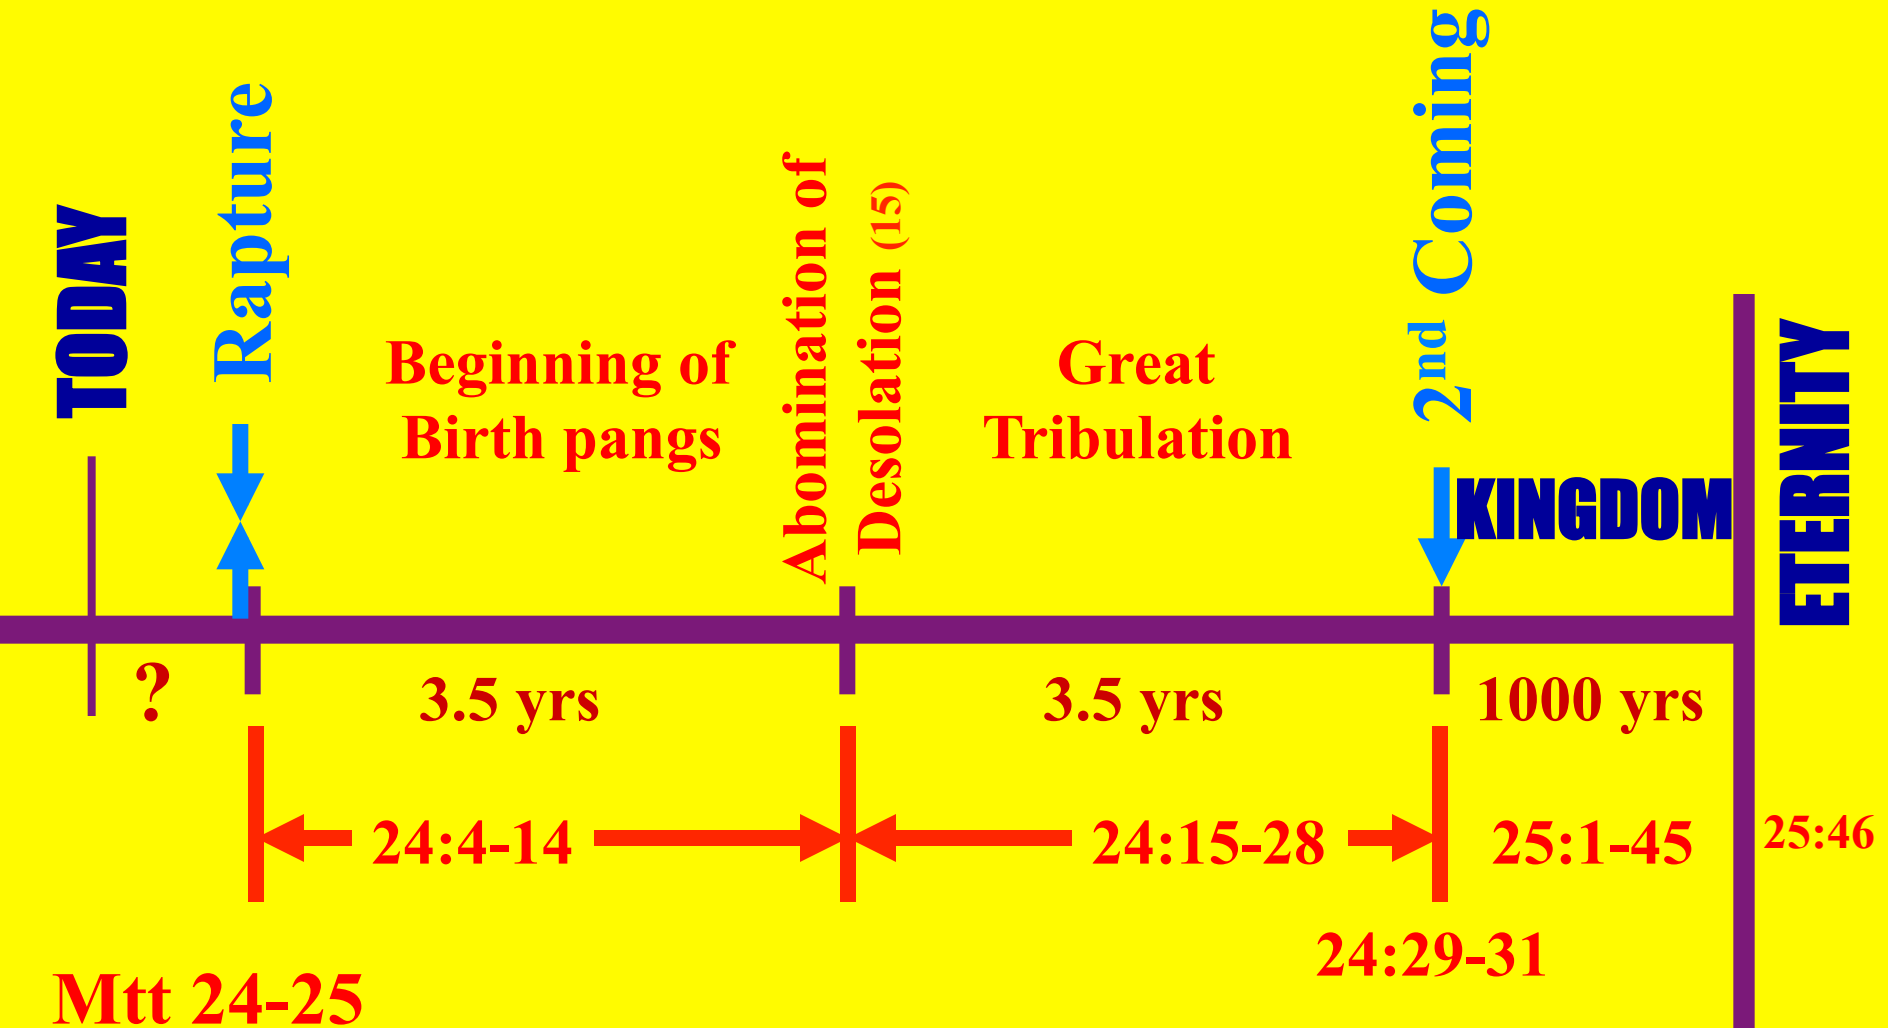 TODAY
Rapture
Beginning of
Birth pangs
Abomination of
Desolation (15)
Great
Tribulation
2nd Coming
KINGDOM
ETERNITY
?
3.5 yrs
3.5 yrs
1000 yrs
24:4-14
24:15-28
25:1-45
25:46
24:29-31
Mtt 24-25